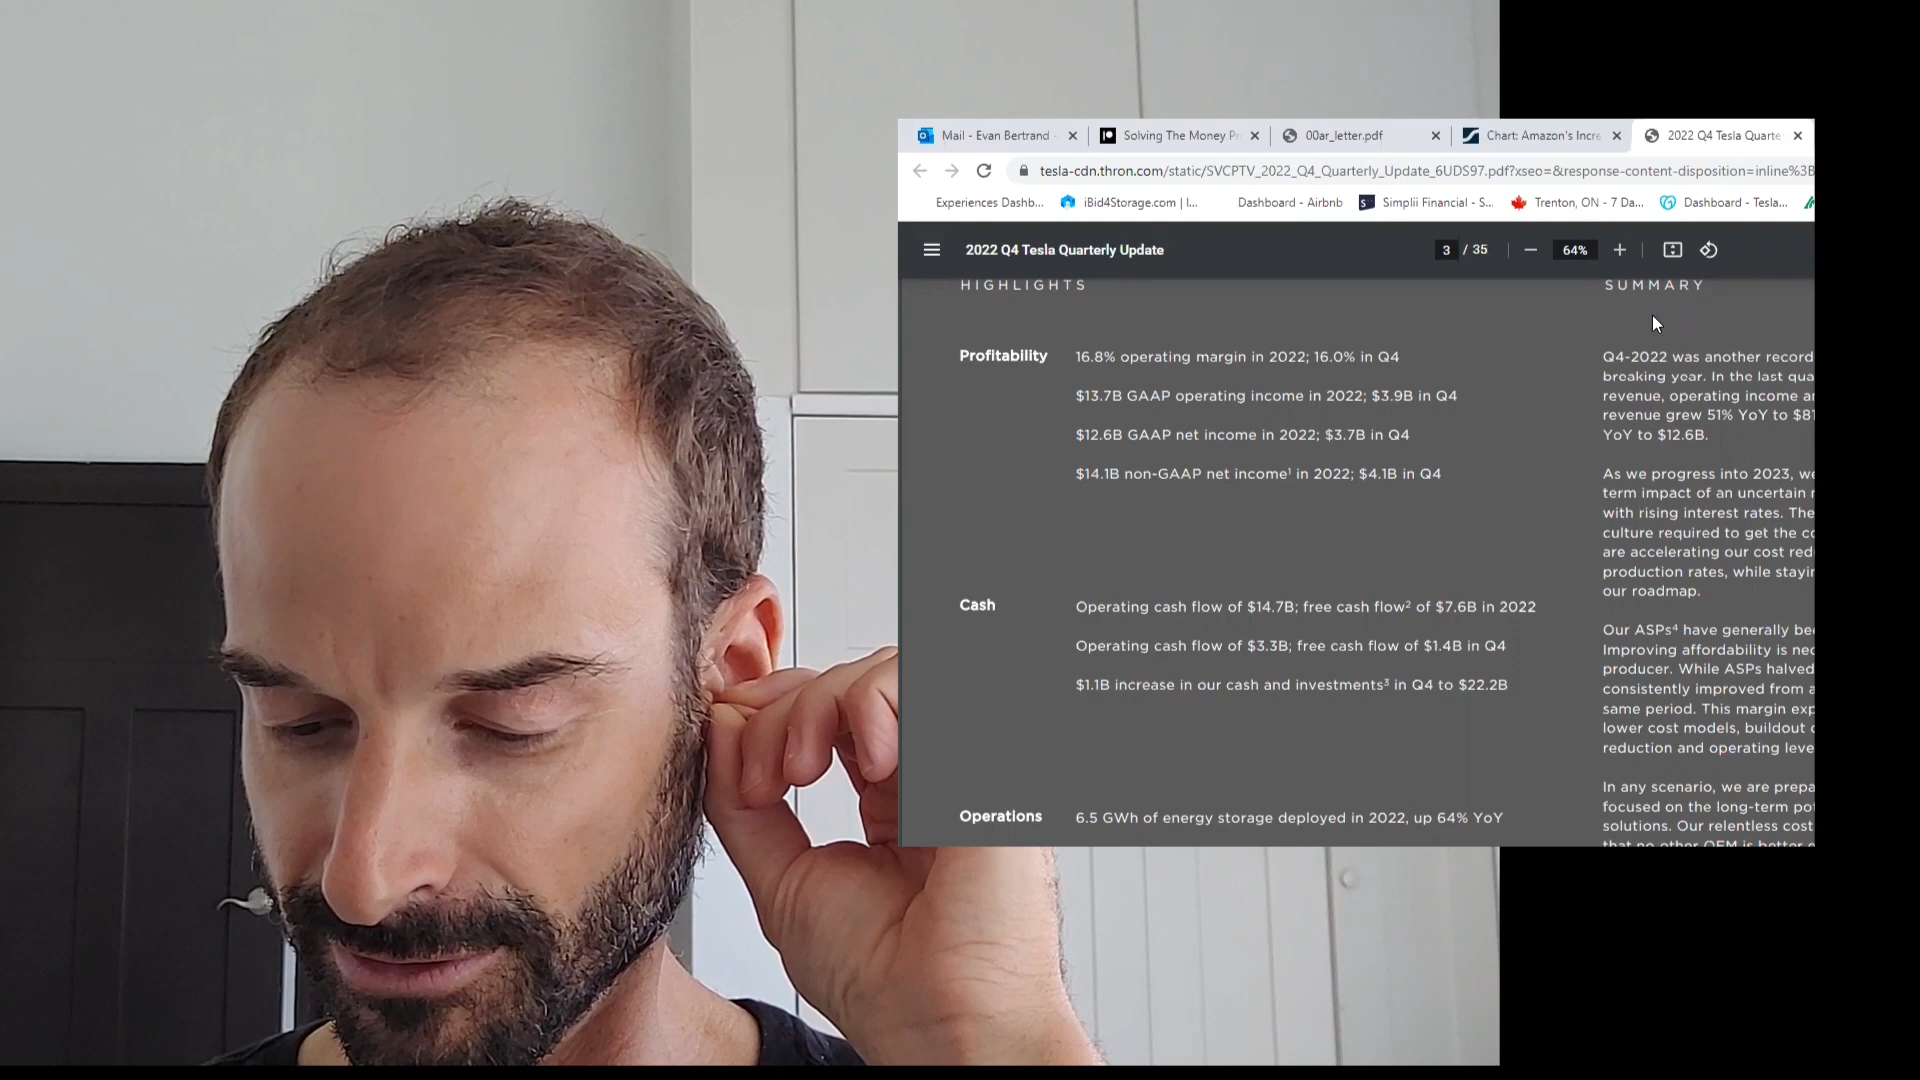 Mail - Evan Bertrand
Solving The Money Pr
00ar_letter.pdf
Chart: Amazon's Incre
2022 Q4 Tesla Quarte
tesla-cdn.thron.com/static/SVCPTV_2022_Q4_Quarterly_Update_6UDS97.pdf?xseo=&response-content-disposition=inline%3B
Experiences Dashb...
iBid4Storage.com | I...
Dashboard - Airbnb
Simplii Financial - S...
Trenton, ON - 7 Da...
Dashboard - Tesla...
2022 Q4 Tesla Quarterly Update
3 / 35
64%
HIGHLIGHTS
Profitability
16.8% operating margin in 2022; 16.0% in Q4
$13.7B GAAP operating income in 2022; $3.9B in Q4
$12.6B GAAP net income in 2022; $3.7B in Q4
$14.1B non-GAAP net income¹ in 2022; $4.1B in Q4
Cash
Operating cash flow of $14.7B; free cash flow² of $7.6B in 2022
Operating cash flow of $3.3B; free cash flow of $1.4B in Q4
$1.1B increase in our cash and investments³ in Q4 to $22.2B
Operations
6.5 GWh of energy storage deployed in 2022, up 64% YoY
SUMMARY
Q4-2022 was another record
breaking year. In the last qua
revenue, operating income a
revenue grew 51% YoY to $81
YoY to $12.6B.
As we progress into 2023, we
term impact of an uncertain
with rising interest rates. The
culture required to get the co
are accelerating our cost red
production rates, while stayin
our roadmap.
Our ASPs⁴ have generally be
Improving affordability is nec
producer. While ASPs halved
consistently improved from a
same period. This margin exp
lower cost models, buildout
reduction and operating leve
In any scenario, we are prepa
focused on the long-term po
solutions. Our relentless cost
that no other OEM is better